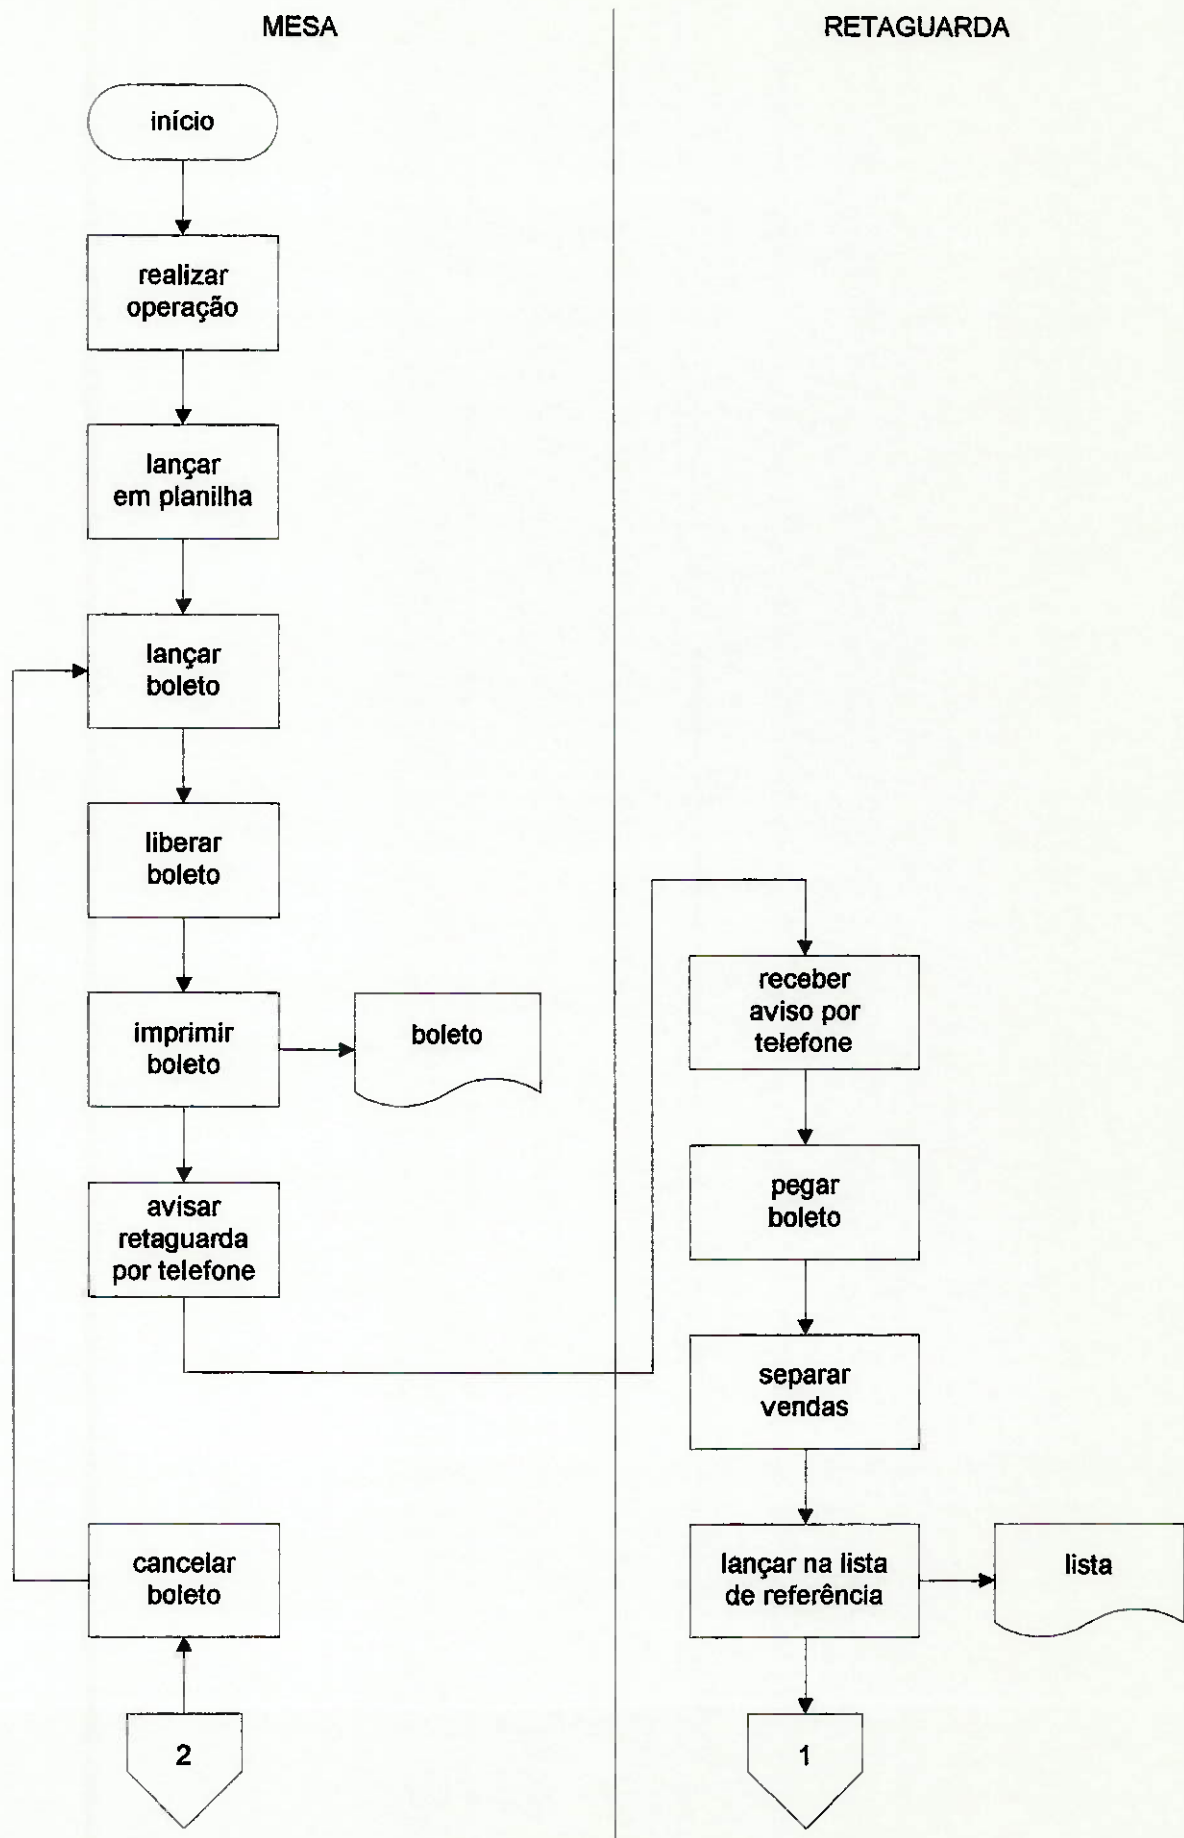 MESA
RETAGUARDA
início
realizar
operação
lançar
em planilha
lançar
boleto
liberar
boleto
imprimir
boleto
boleto
avisar
retaguarda
por telefone
cancelar
boleto
2
receber
aviso por
telefone
pegar
boleto
separar
vendas
lançar na lista
de referência
lista
1